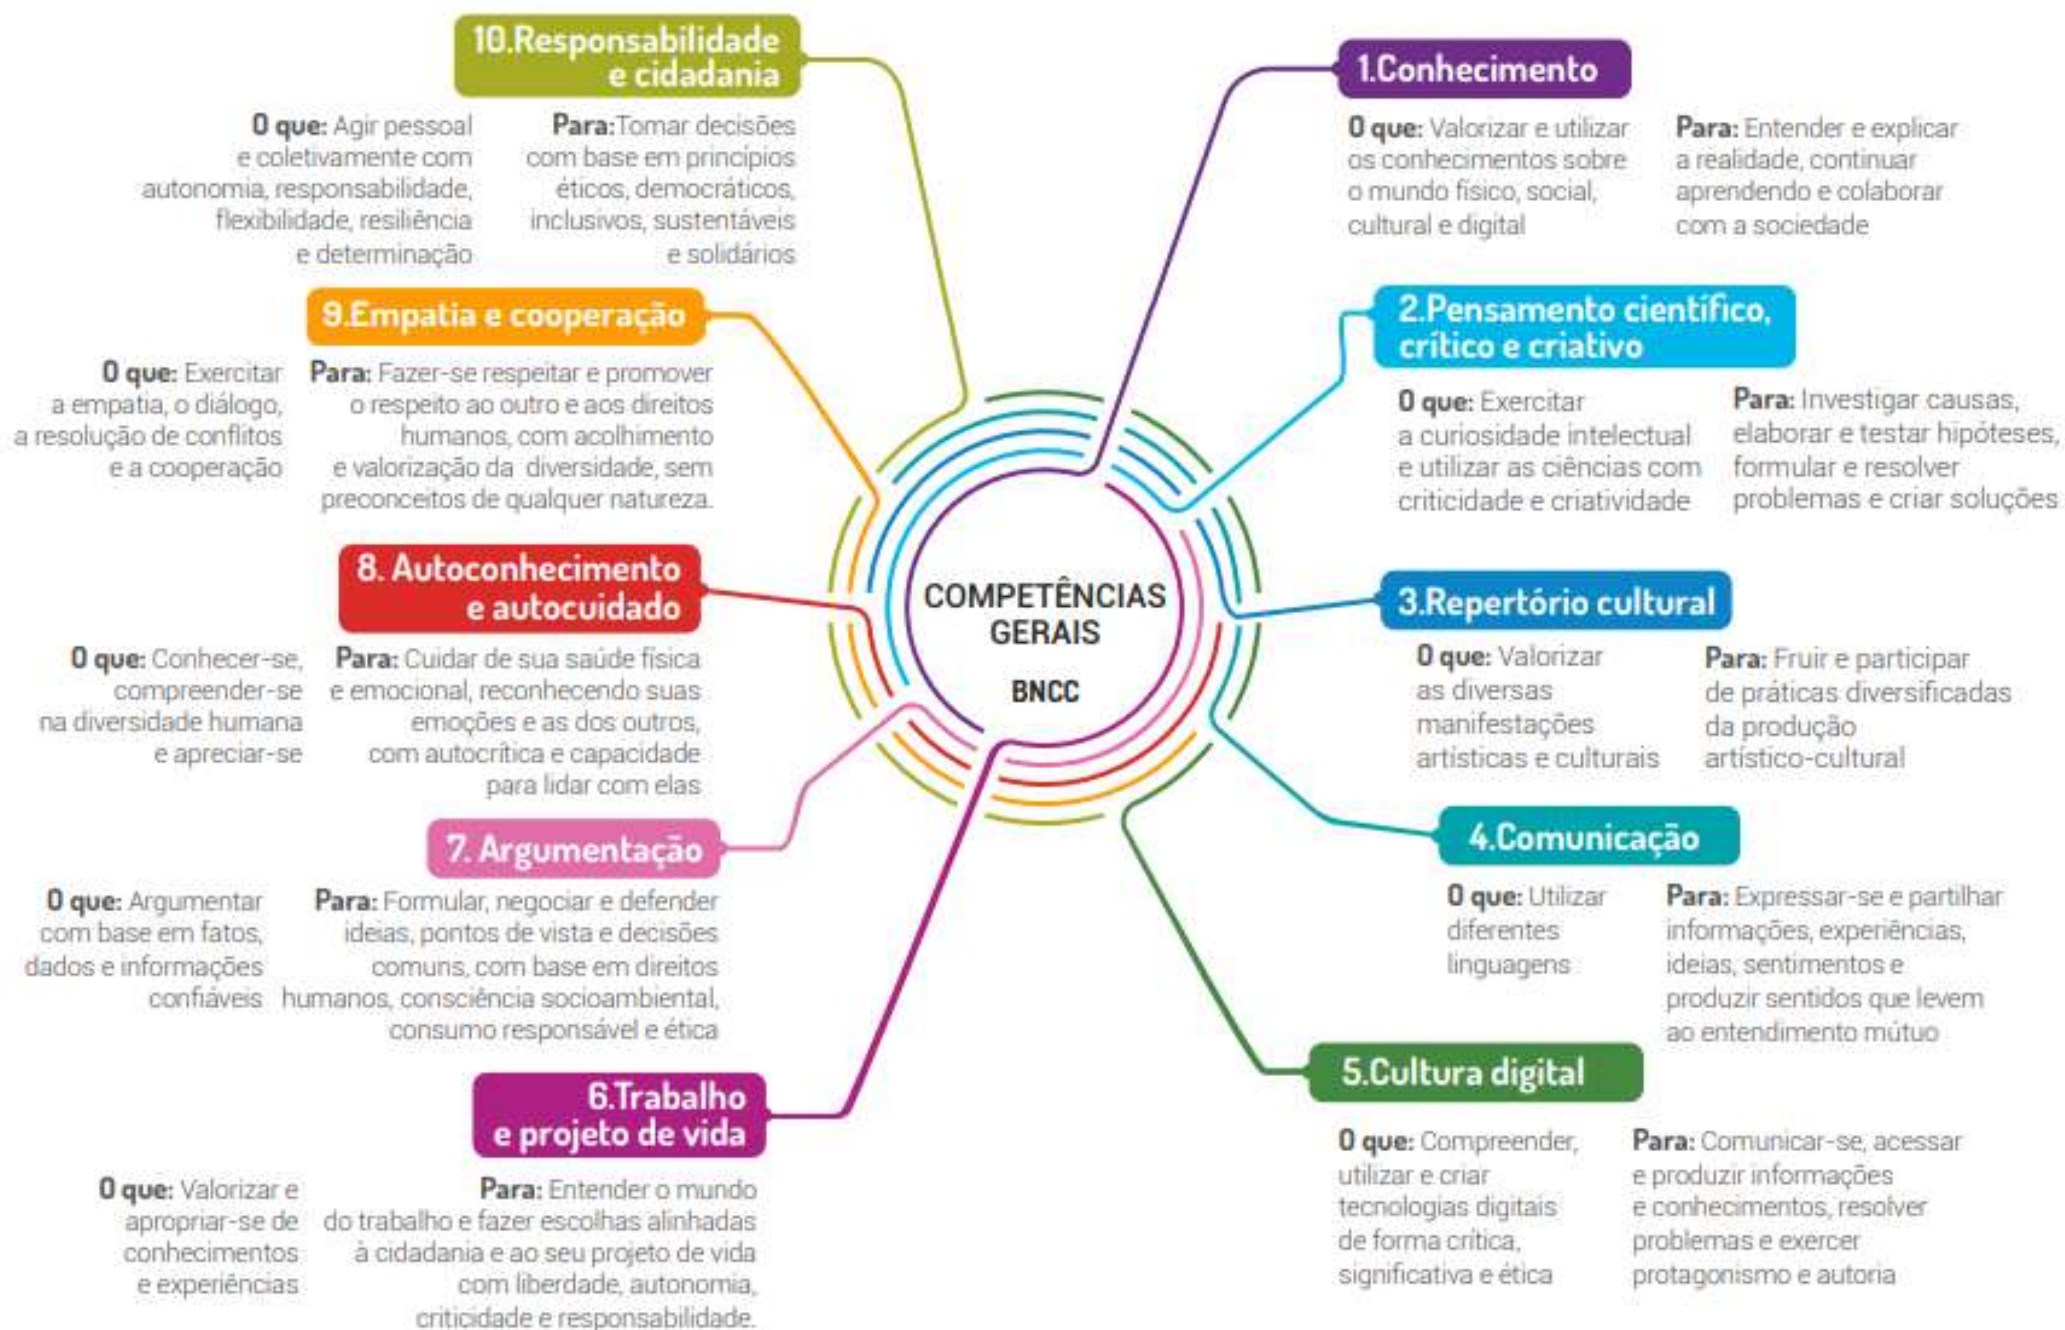 COMPETÊNCIAS
GERAIS
BNCC
1.Conhecimento
O que: Valorizar e utilizar
os conhecimentos sobre
o mundo físico, social,
cultural e digital
Para: Entender e explicar
a realidade, continuar
aprendendo e colaborar
com a sociedade
2.Pensamento científico,
crítico e criativo
O que: Exercitar
a curiosidade intelectual
e utilizar as ciências com
criticidade e criatividade
Para: Investigar causas,
elaborar e testar hipóteses,
formular e resolver
problemas e criar soluções
3.Repertório cultural
O que: Valorizar
as diversas
manifestações
artísticas e culturais
Para: Fruir e participar
de práticas diversificadas
da produção
artístico-cultural
4.Comunicação
O que: Utilizar
diferentes
linguagens
Para: Expressar-se e partilhar
informações, experiências,
ideias, sentimentos e
produzir sentidos que levem
ao entendimento mútuo
5.Cultura digital
O que: Compreender,
utilizar e criar
tecnologias digitais
de forma crítica,
significativa e ética
Para: Comunicar-se, acessar
e produzir informações
e conhecimentos, resolver
problemas e exercer
protagonismo e autoria
6.Trabalho
e projeto de vida
O que: Valorizar e
apropriar-se de
conhecimentos
e experiências
Para: Entender o mundo
do trabalho e fazer escolhas alinhadas
à cidadania e ao seu projeto de vida
com liberdade, autonomia,
criticidade e responsabilidade.
7. Argumentação
O que: Argumentar
com base em fatos,
dados e informações
confiáveis
Para: Formular, negociar e defender
ideias, pontos de vista e decisões
comuns, com base em direitos
humanos, consciência socioambiental,
consumo responsável e ética
8. Autoconhecimento
e autocuidado
O que: Conhecer-se,
compreender-se
na diversidade humana
e apreciar-se
Para: Cuidar de sua saúde física
e emocional, reconhecendo suas
emoções e as dos outros,
com autocrítica e capacidade
para lidar com elas
9.Empatia e cooperação
O que: Exercitar
a empatia, o diálogo,
a resolução de conflitos
e a cooperação
Para: Fazer-se respeitar e promover
o respeito ao outro e aos direitos
humanos, com acolhimento
e valorização da diversidade, sem
preconceitos de qualquer natureza.
10.Responsabilidade
e cidadania
O que: Agir pessoal
e coletivamente com
autonomia, responsabilidade,
flexibilidade, resiliência
e determinação
Para:Tomar decisões
com base em princípios
éticos, democráticos,
inclusivos, sustentáveis
e solidários